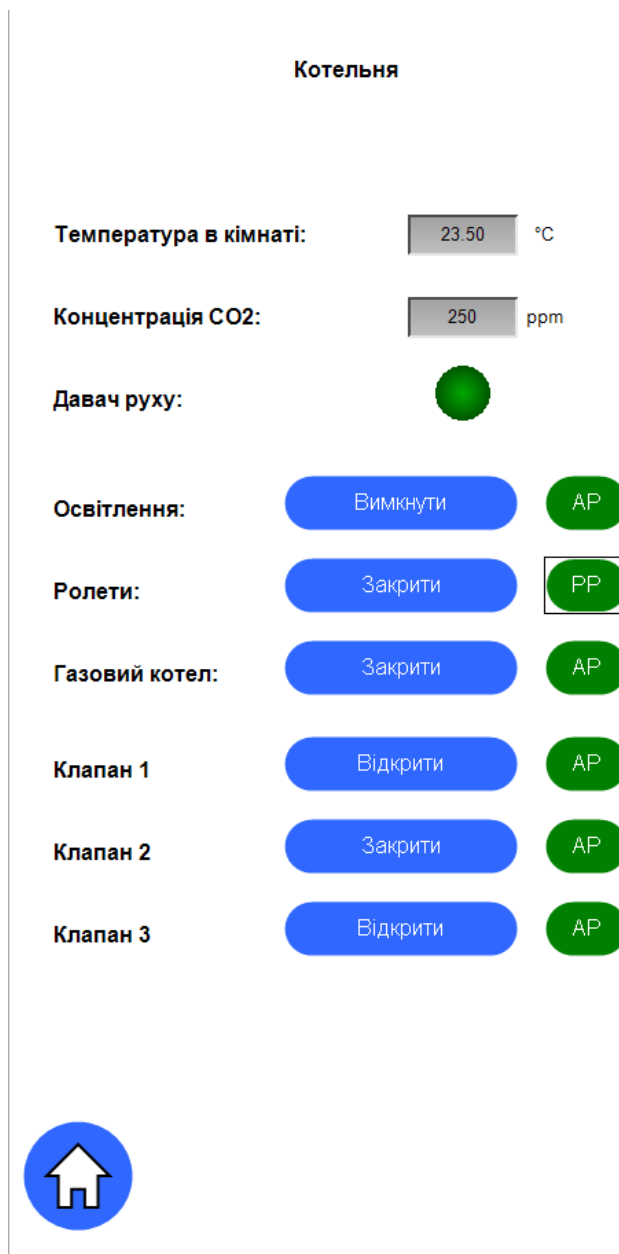 Котельня
Температура в кімнаті: 23.50 °C
Концентрація CO2: 250 ppm
Давач руху:
Освітлення: Вимкнути АР
Ролети: Закрити РР
Газовий котел: Закрити АР
Клапан 1 Відкрити АР
Клапан 2 Закрити АР
Клапан 3 Відкрити АР